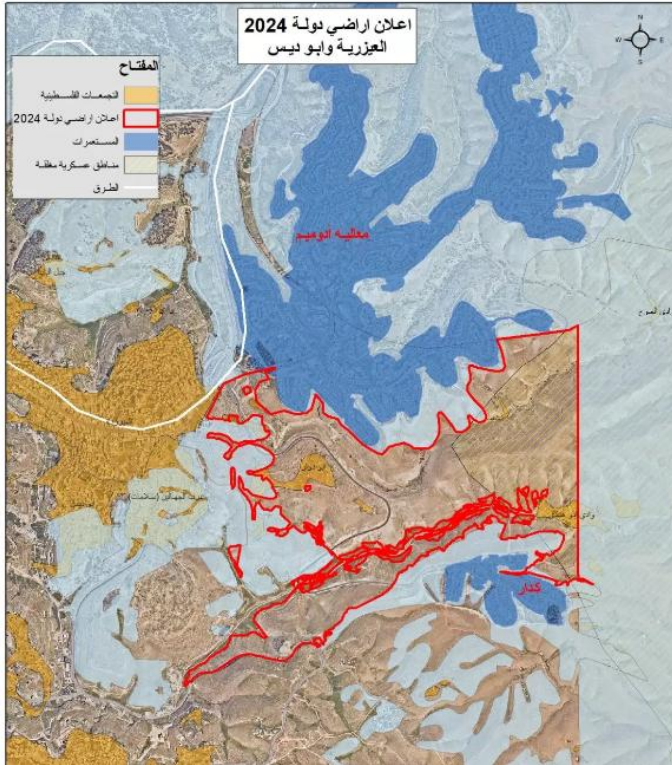 اعلان اراضي دولة 2024
العيزرية وابو ديس
N
W E
S
المفتاح
التجمعات الفلسطينية
اعلان اراضي دولة 2024
المستعمرات
مناطق عسكرية مغلقة
الطرق
معاليه ادوميم
كدار